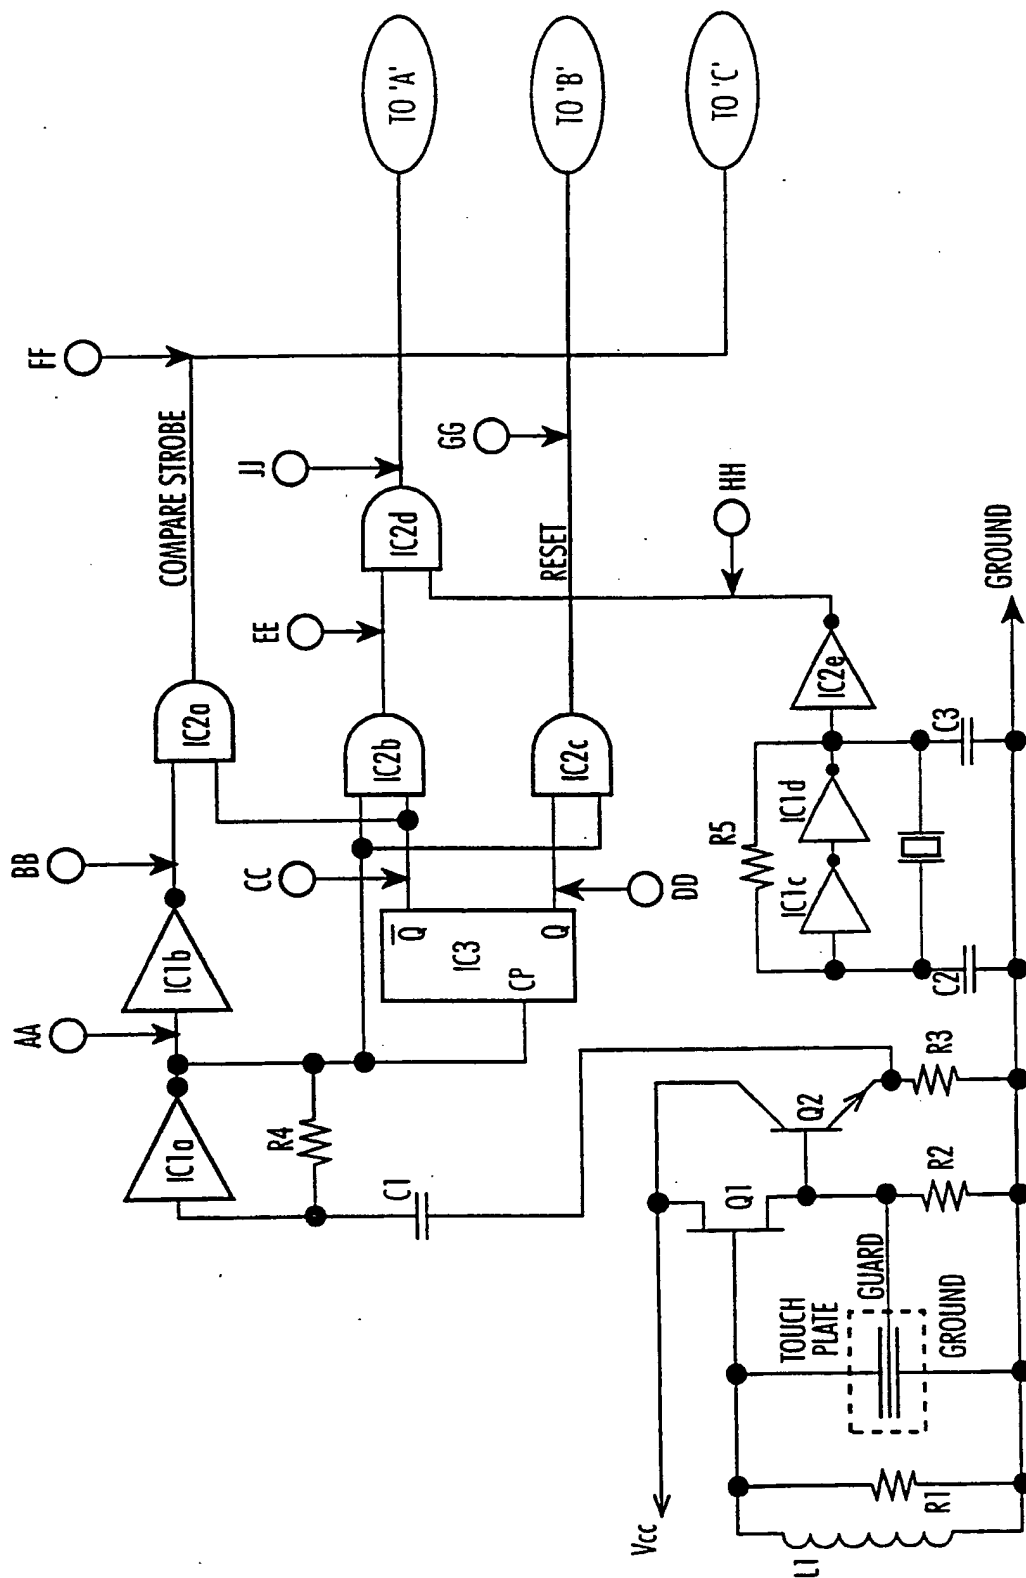 FF
TO 'A'
TO 'B'
TO 'C'
COMPARE STROBE
JJ
GG
HH
EE
RESET
IC2d
BB
IC2a
CC
IC2b
IC2c
DD
IC2e
GROUND
AA
IC1b
Q
IC3
Q
CP
R5
IC1c
IC1d
C2
C3
IC1a
R4
C1
Q1
Q2
R2
R3
Vcc
TOUCH
PLATE
GUARD
GROUND
R1
L1